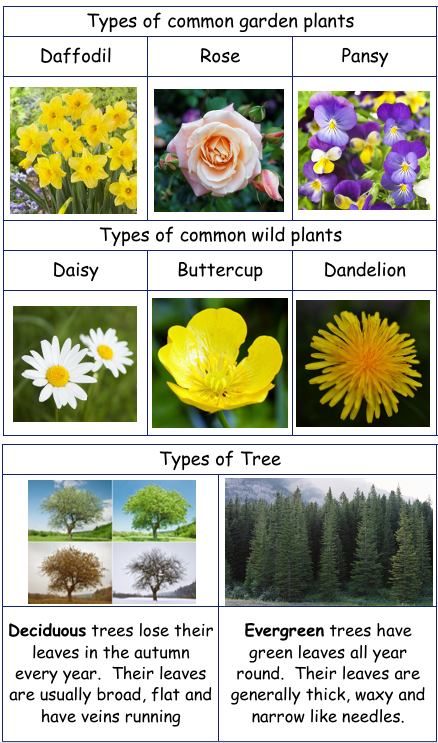 Types of common garden plants
Daffodil
Rose
Pansy
Types of common wild plants
Daisy
Buttercup
Dandelion
Types of Tree
Deciduous trees lose their
leaves in the autumn
every year. Their leaves
are usually broad, flat and
have veins running
Evergreen trees have
green leaves all year
round. Their leaves are
generally thick, waxy and
narrow like needles.